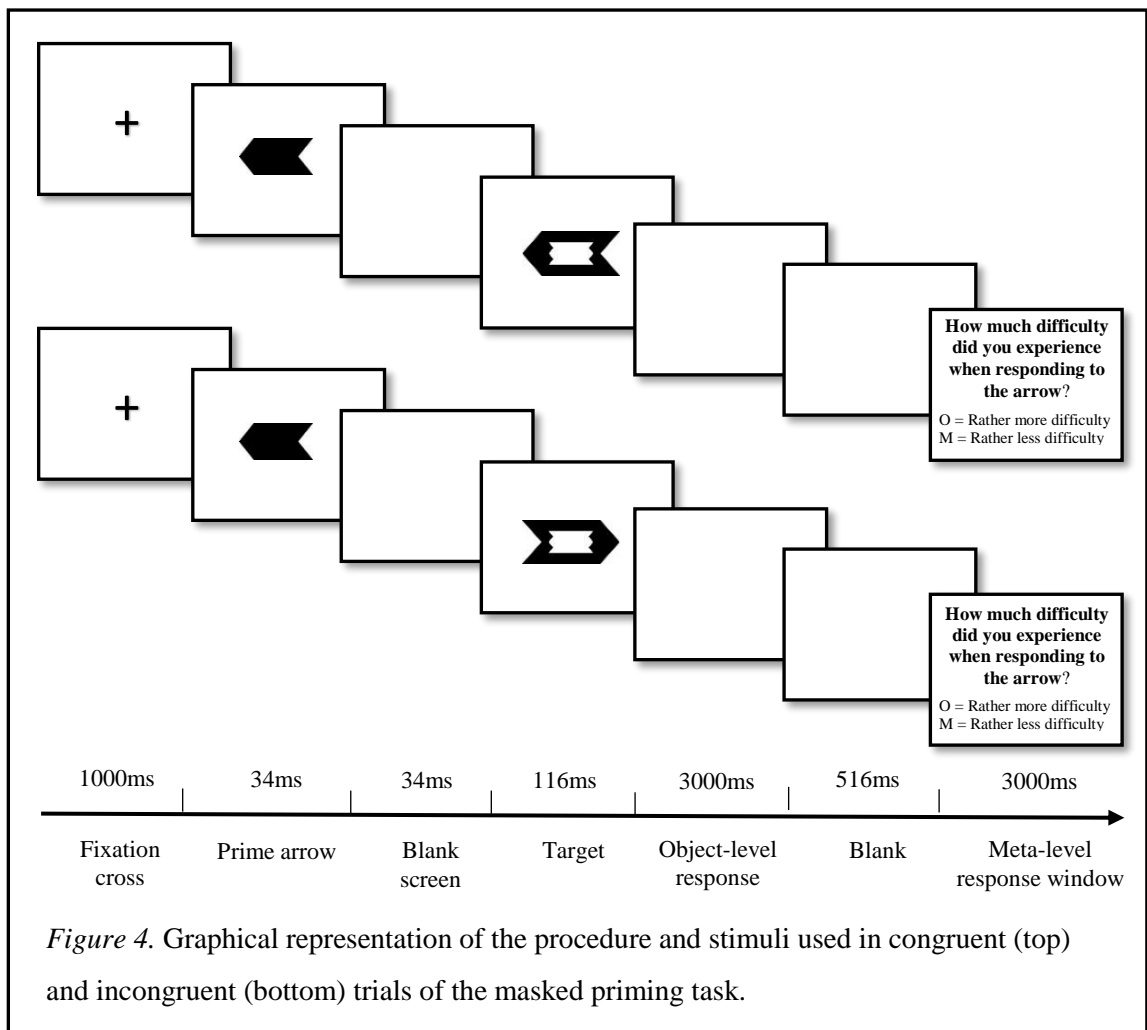 +
How much difficulty
did you experience
when responding to
the arrow?
O = Rather more difficulty
M = Rather less difficulty
+
How much difficulty
did you experience
when responding to
the arrow?
O = Rather more difficulty
M = Rather less difficulty
1000ms 34ms 34ms 116ms 3000ms 516ms 3000ms
Fixation Prime arrow Blank Target Object-level Blank Meta-level
cross screen response response window
Figure 4. Graphical representation of the procedure and stimuli used in congruent (top)
and incongruent (bottom) trials of the masked priming task.